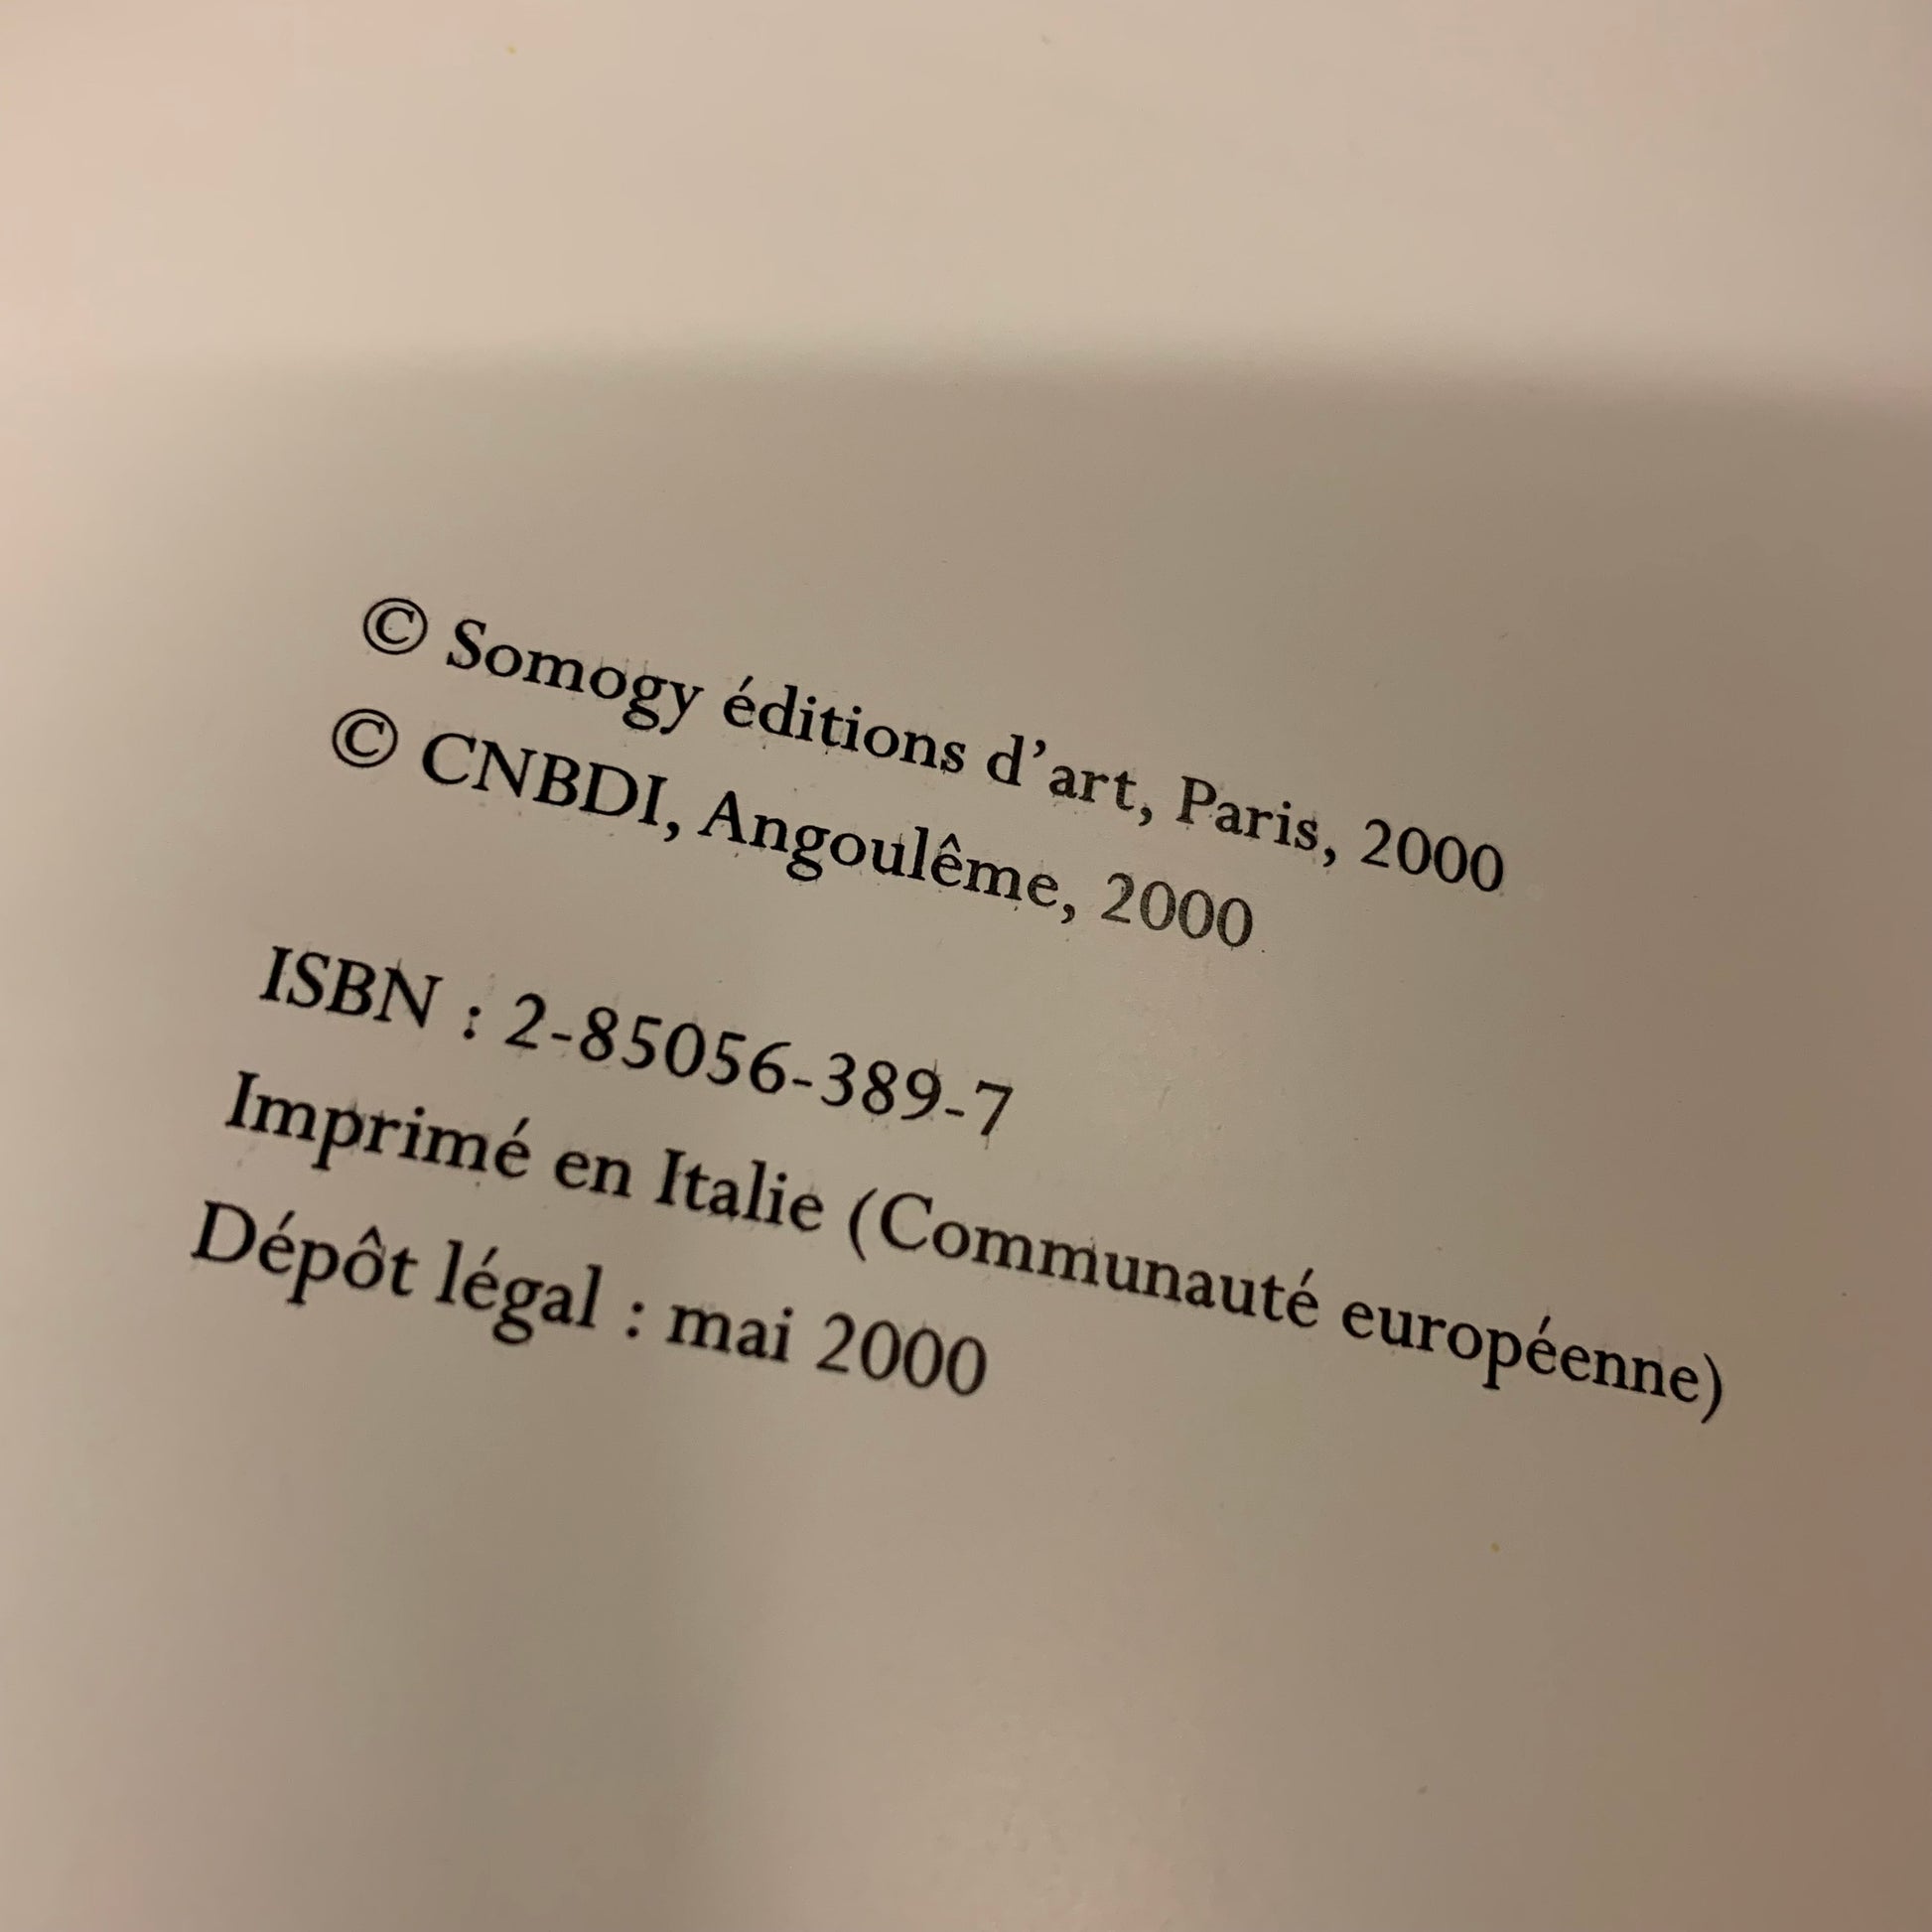 © Somogy éditions d’art, Paris, 2000
© CNBDI, Angoulême, 2000
ISBN : 2-85056-389-7
Imprimé en Italie (Communauté européenne)
Dépôt légal : mai 2000